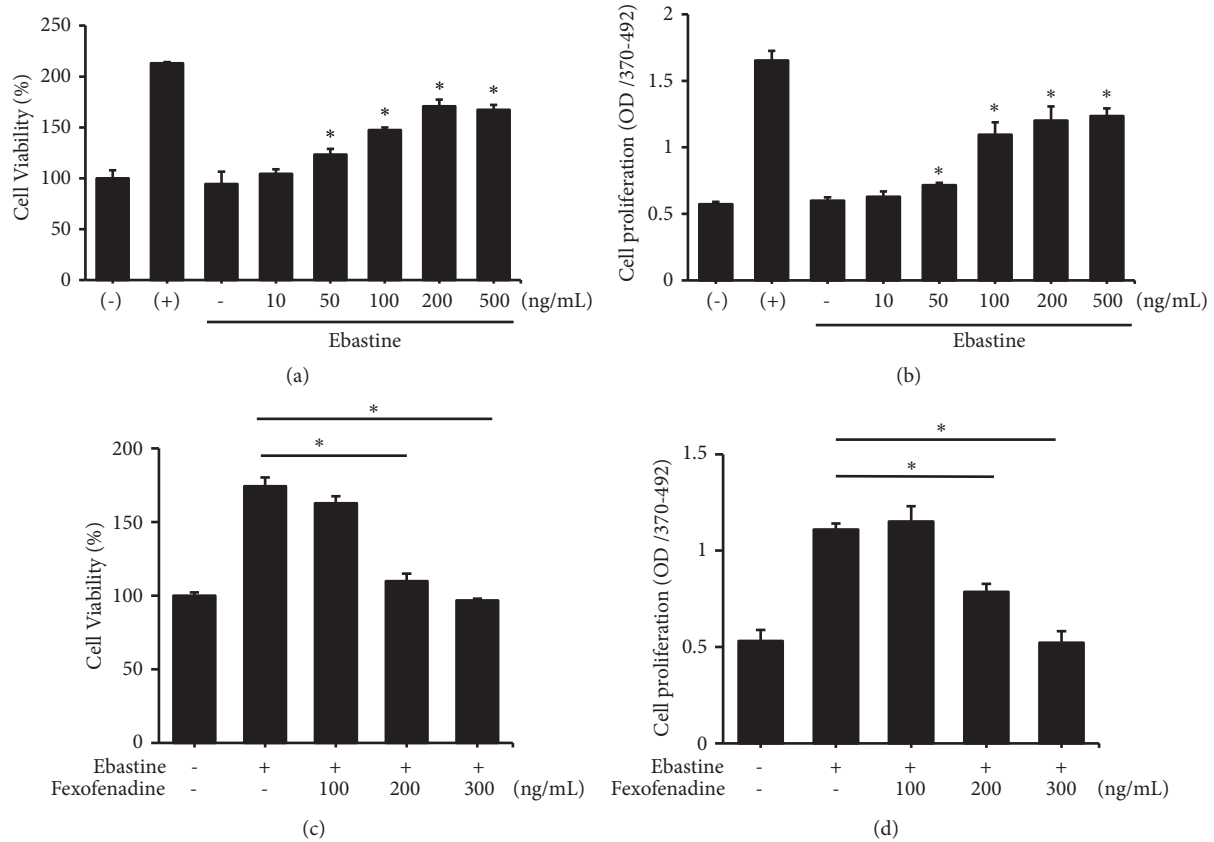 250
200
150
100
50
0
Cell Viability (%)
* * * *
(-) (+) - 10 50 100 200 500 (ng/mL)
Ebastine
(a)
2
1.5
1
0.5
0
Cell proliferation (OD /370-492)
* * * *
(-) (+) - 10 50 100 200 500 (ng/mL)
Ebastine
(b)
200
150
100
50
0
Cell Viability (%)
*
*
Ebastine - + + + +
Fexofenadine - - 100 200 300 (ng/mL)
(c)
1.5
1
0.5
0
Cell proliferation (OD /370-492)
*
*
Ebastine - + + + +
Fexofenadine - - 100 200 300 (ng/mL)
(d)